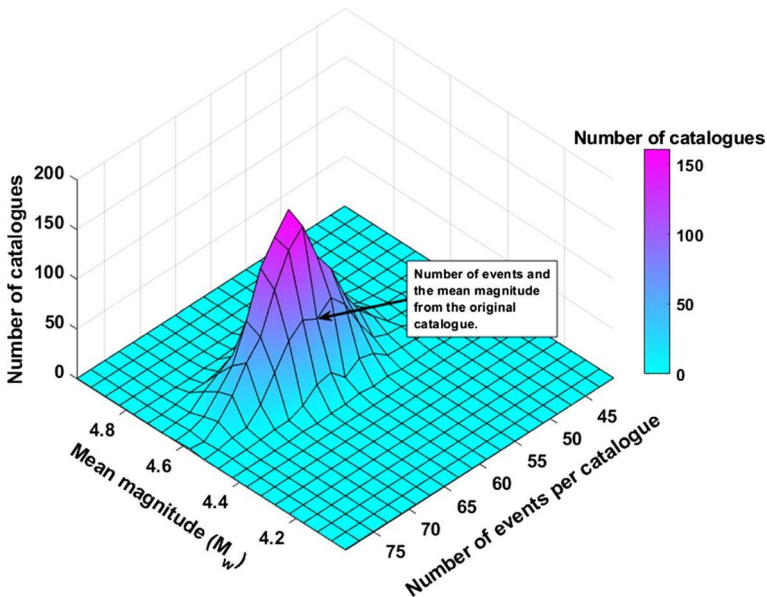 Number of catalogues
150
100
50
0
Number of catalogues
200
150
100
50
0
Number of events and
the mean magnitude
from the original
catalogue.
4.8
4.6
4.4
4.2
Mean magnitude (Mw)
45
50
55
60
65
70
75
Number of events per catalogue